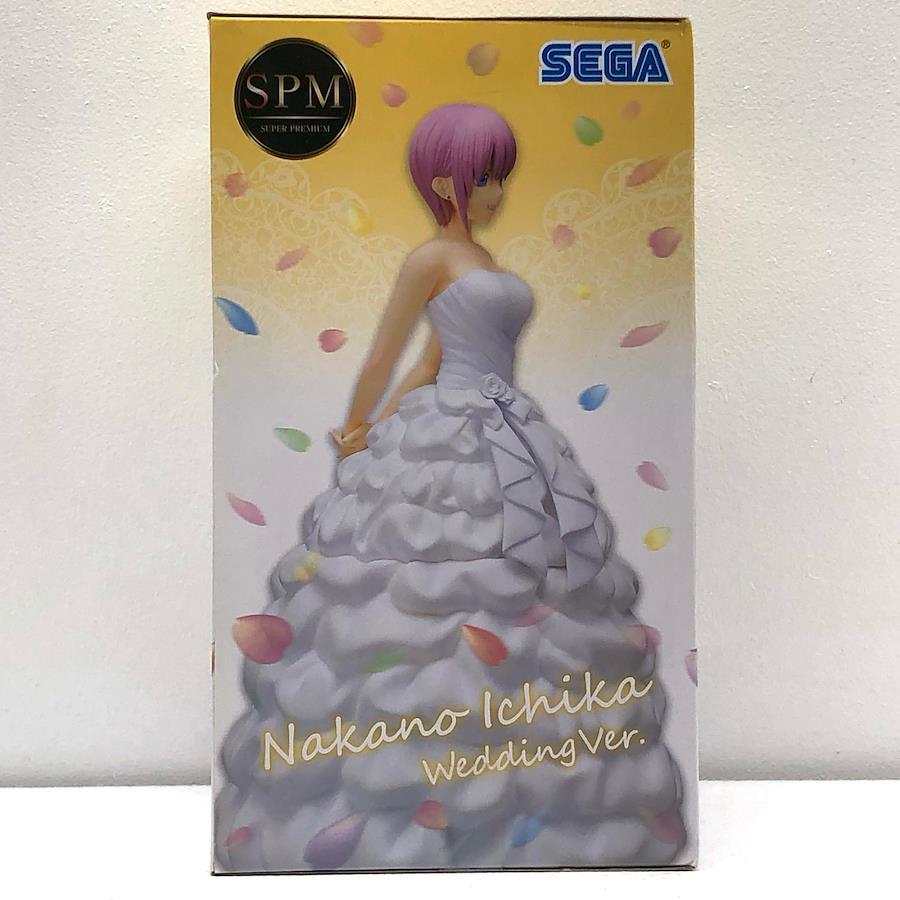 SPM
SUPER PREMIUM
SEGA®
Nakano Ichika
Wedding Ver.